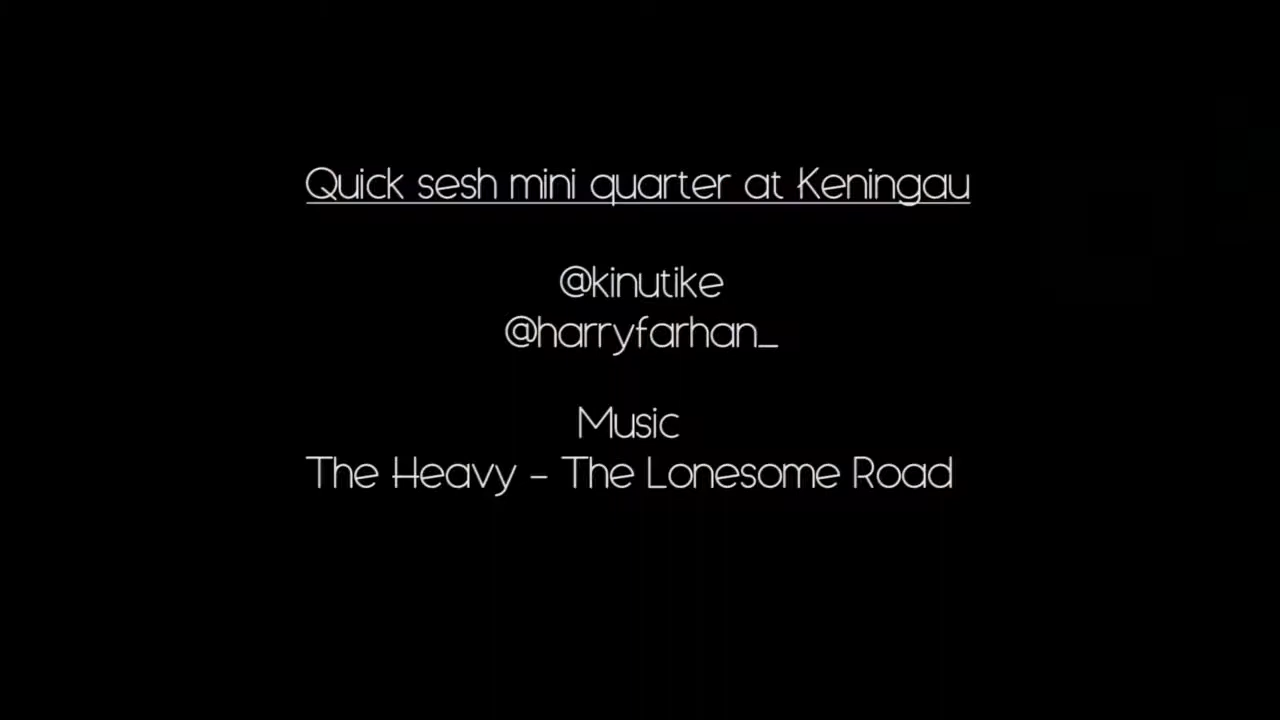 Quick sesh mini quarter at Keningau
@kinutike
@harryfarhan_
Music
The Heavy - The Lonesome Road